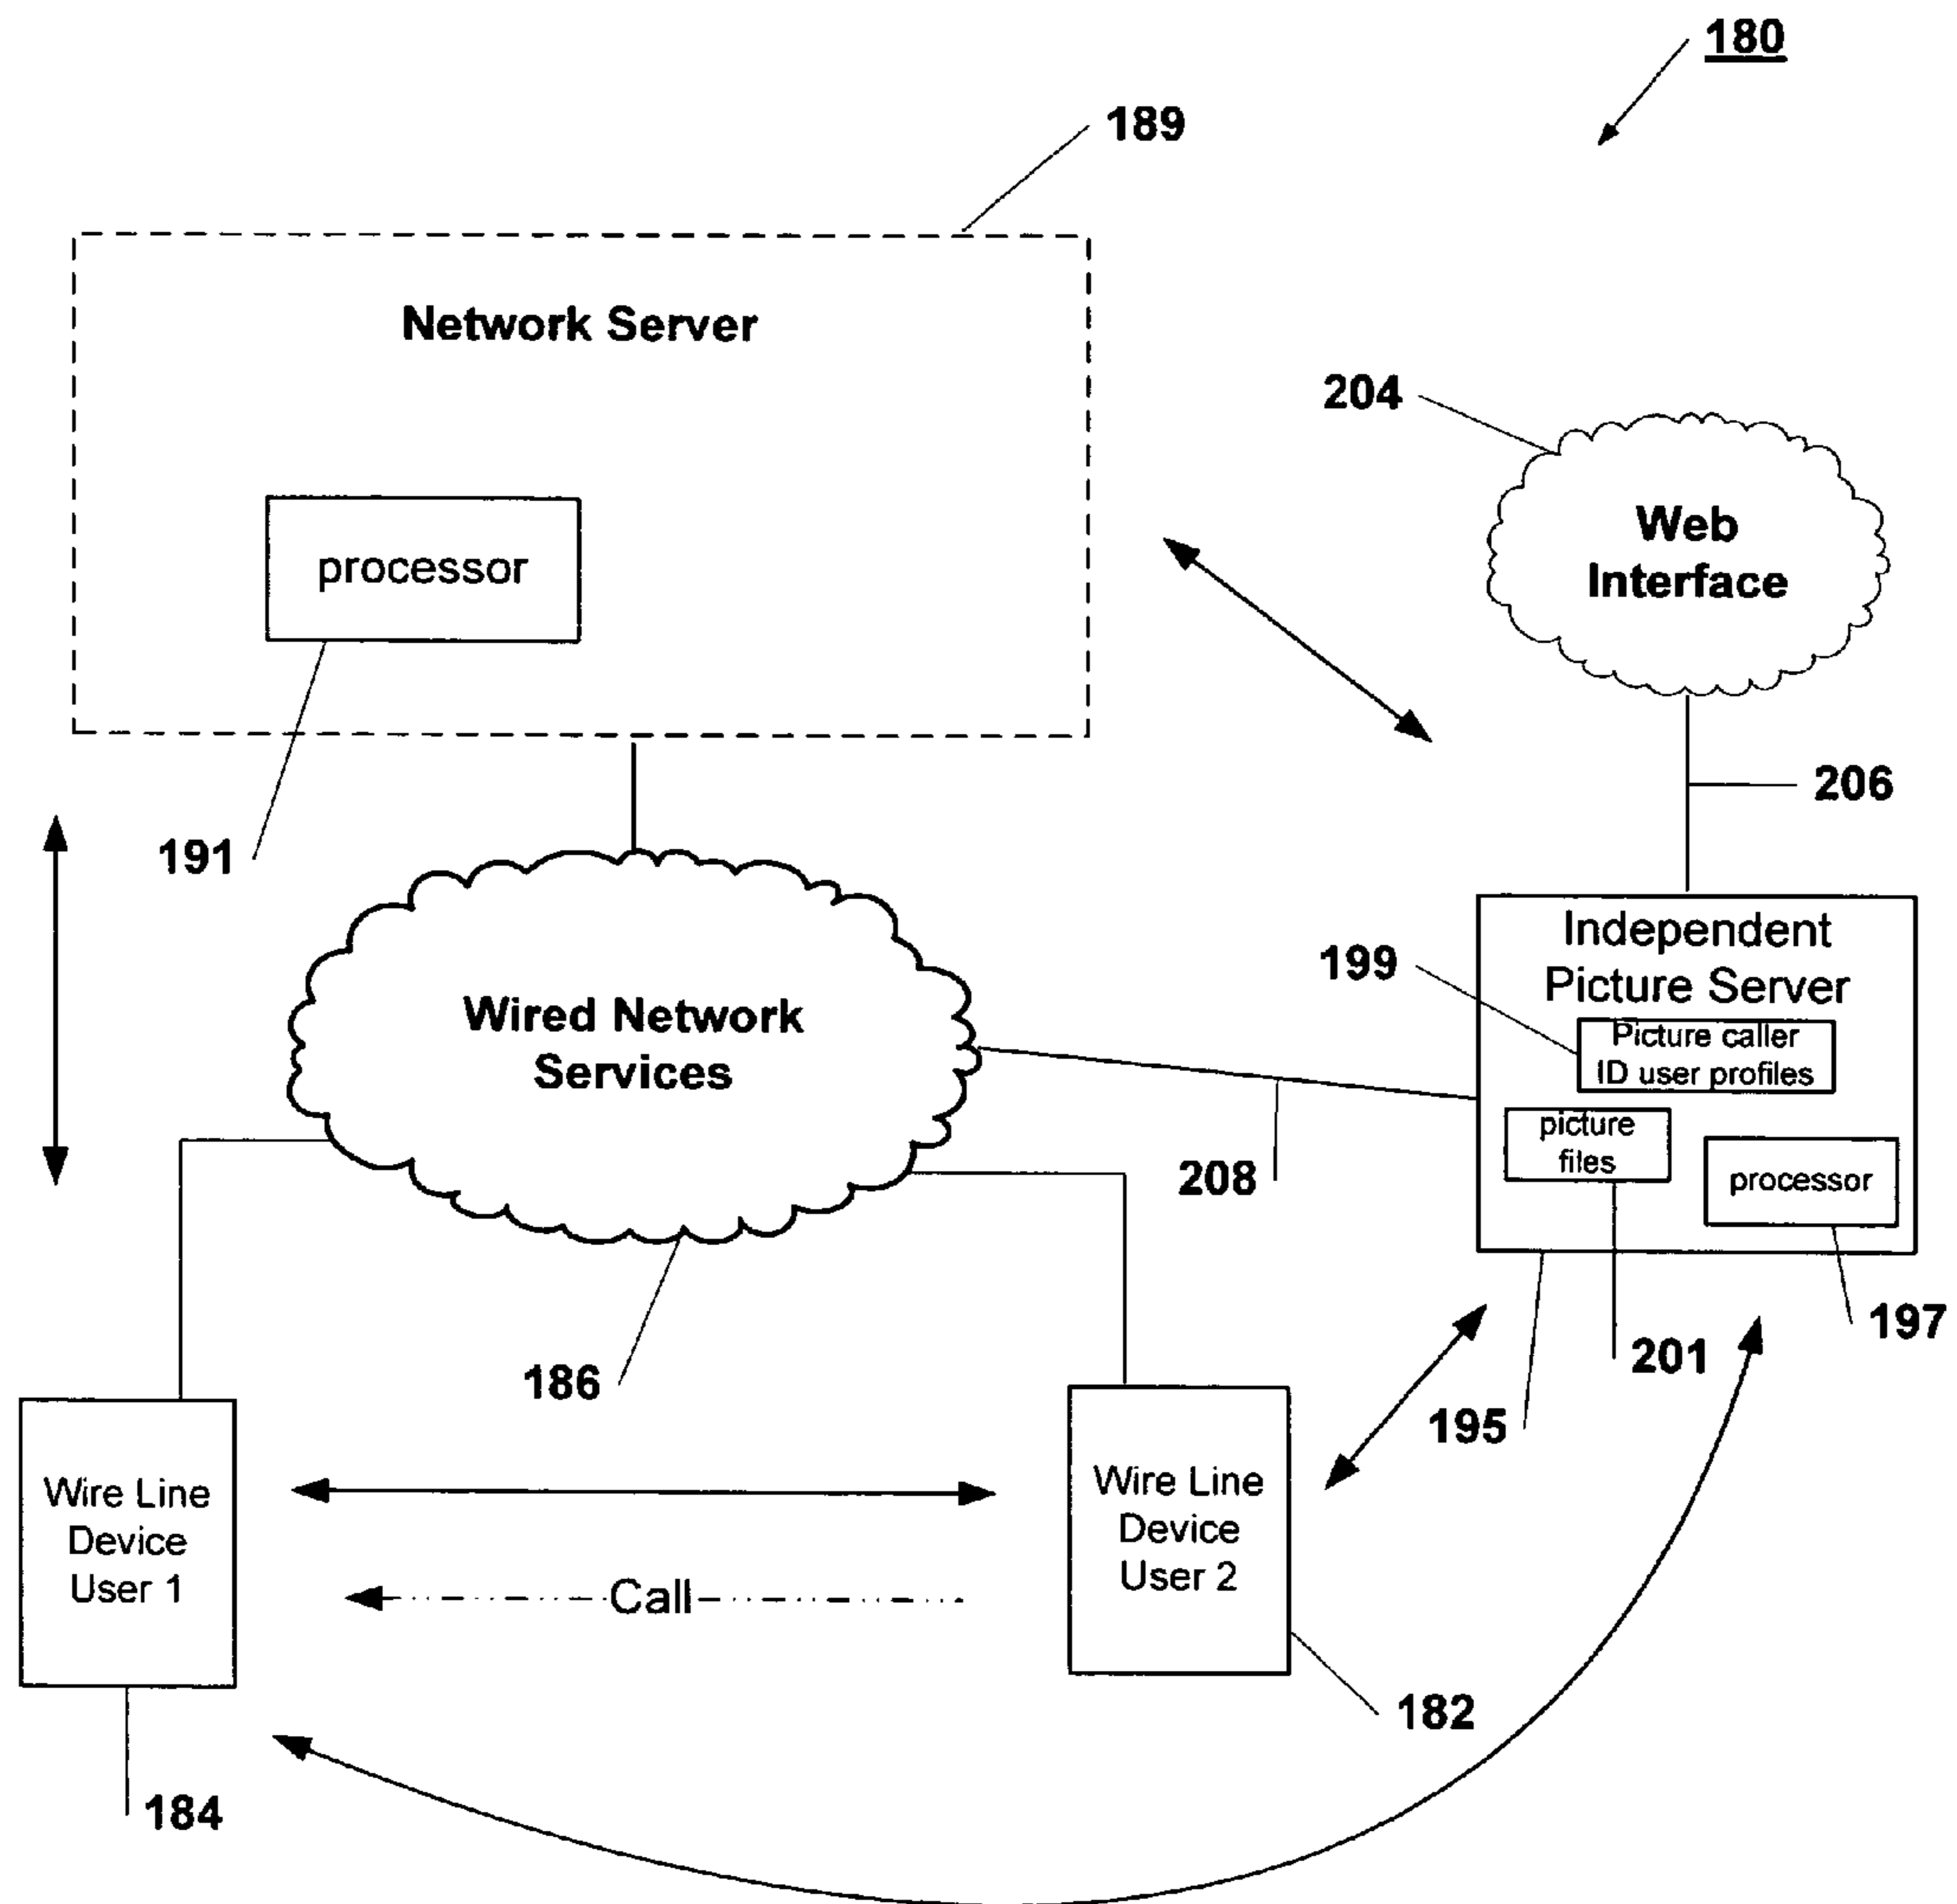 180
189
Network Server
204
Web
Interface
processor
206
191
Independent
Picture Server
199
Wired Network
Services
Picture caller
ID user profiles
picture
files
208
processor
186
197
201
195
Wire Line
Device
User 1
Wire Line
Device
User 2
Call
182
184